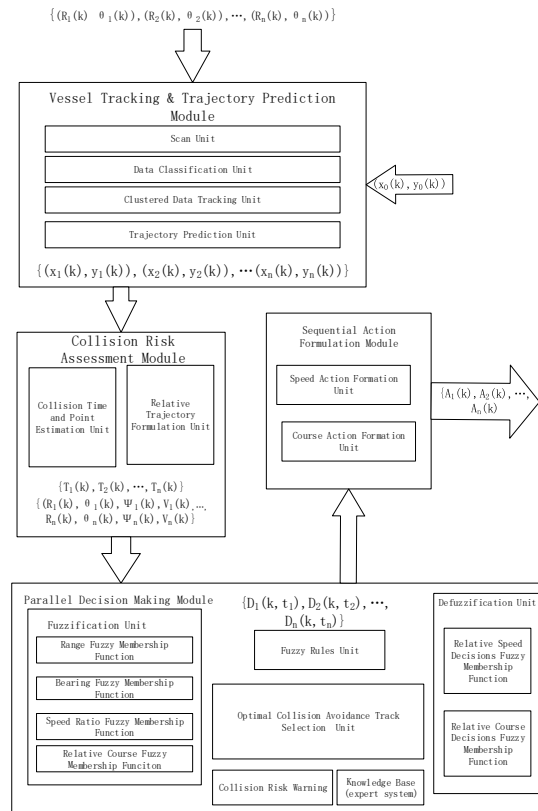 {(R₁(k) θ₁(k)),(R₂(k),θ₂(k)),…,(Rₙ(k),θₙ(k))}
Vessel Tracking & Trajectory Prediction
Module
Scan Unit
Data Classification Unit
Clustered Data Tracking Unit
Trajectory Prediction Unit
{(x₁(k),y₁(k)),(x₂(k),y₂(k)),…(xₙ(k),yₙ(k))}
(x₀(k),y₀(k))
Collision Risk
Assessment Module
Collision Time
and Point
Estimation Unit
Relative
Trajectory
Formulation Unit
{T₁(k),T₂(k),…,Tₙ(k)}
{(R₁(k),θ₁(k),Ψ₁(k),V₁(k),…,
Rₙ(k),θₙ(k),Ψₙ(k),Vₙ(k)}
Sequential Action
Formulation Module
Speed Action Formation
Unit
Course Action Formation
Unit
{A₁(k),A₂(k),…,
Aₙ(k)
Parallel Decision Making Module
Fuzzification Unit
Range Fuzzy Membership
Function
Bearing Fuzzy Membership
Function
Speed Ratio Fuzzy Membership
Function
Relative Course Fuzzy
Membership Funciton
{D₁(k,t₁),D₂(k,t₂),…,
Dₙ(k,tₙ)}
Fuzzy Rules Unit
Optimal Collision Avoidance Track
Selection Unit
Collision Risk Warning
Knowledge Base
(expert system)
Defuzzification Unit
Relative Speed
Decisions Fuzzy
Membership
Function
Relative Course
Decisions Fuzzy
Membership
Function